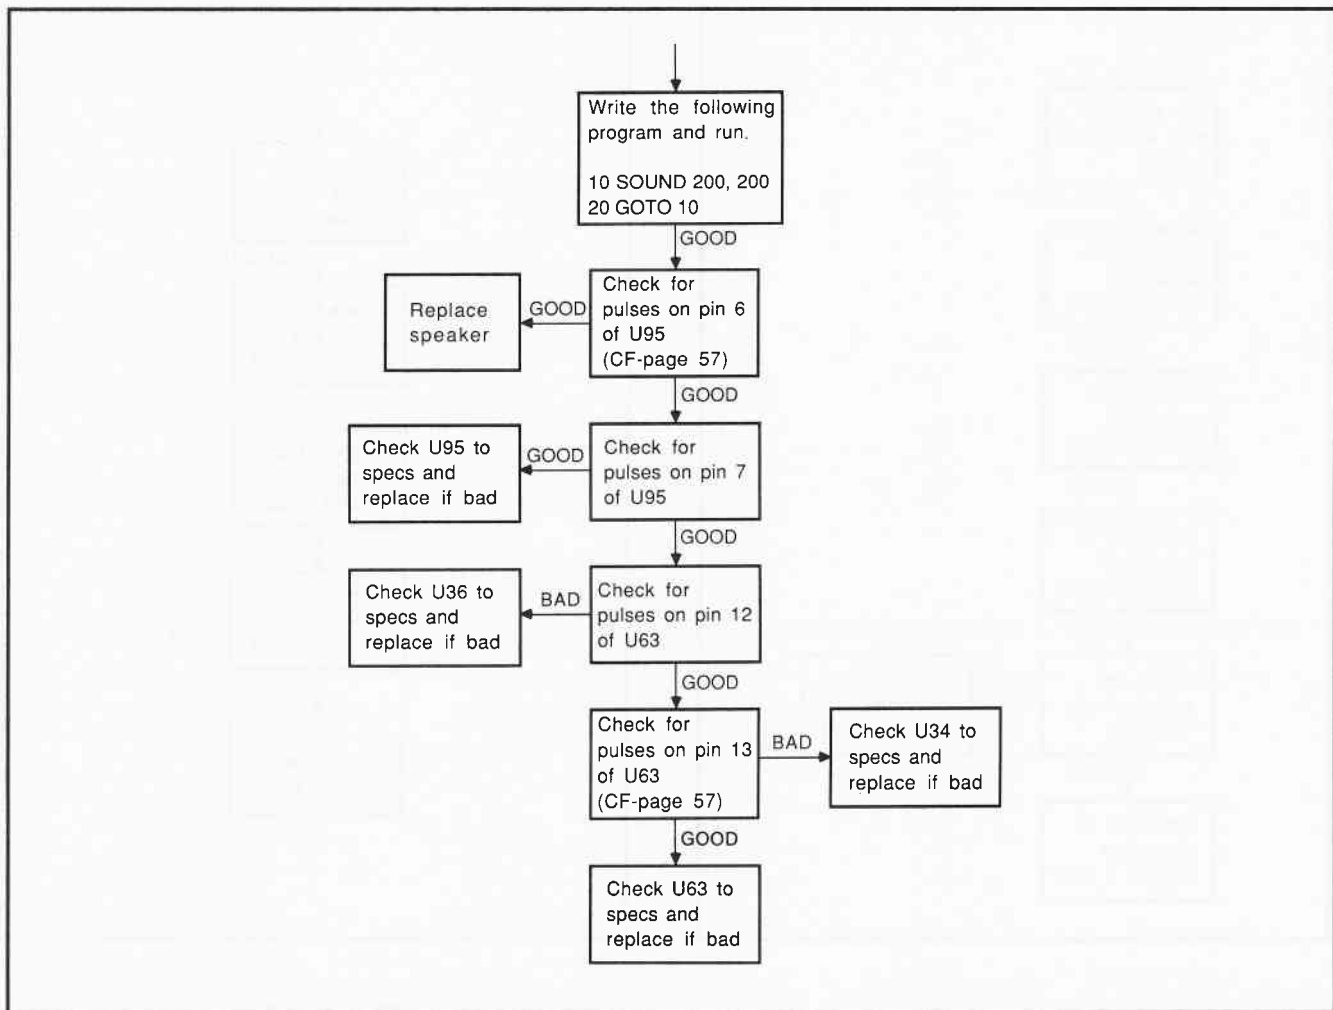 Write the following
program and run.
10 SOUND 200, 200
20 GOTO 10
GOOD
Check for
pulses on pin 6
of U95
(CF-page 57)
GOOD
Replace
speaker
GOOD
Check for
pulses on pin 7
of U95
GOOD
Check U95 to
specs and
replace if bad
GOOD
Check for
pulses on pin 12
of U63
BAD
Check U36 to
specs and
replace if bad
GOOD
Check for
pulses on pin 13
of U63
(CF-page 57)
BAD
Check U34 to
specs and
replace if bad
GOOD
Check U63 to
specs and
replace if bad